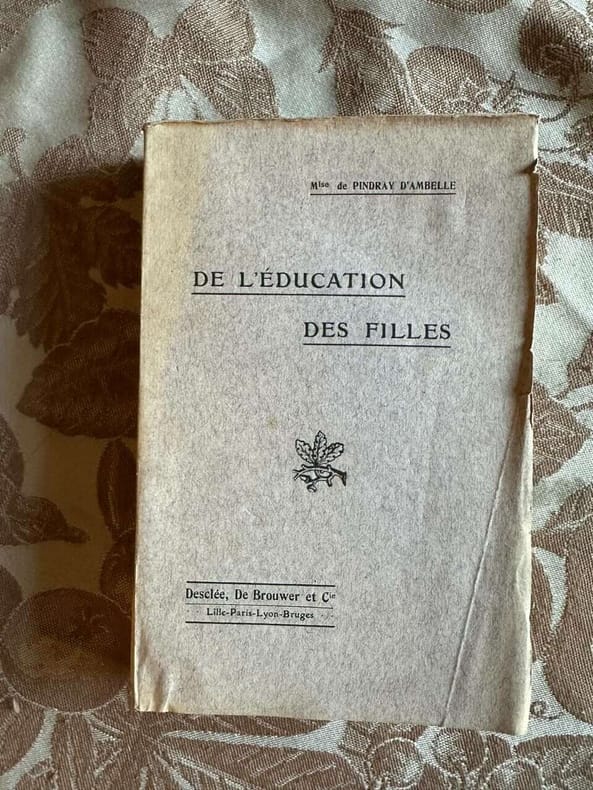 Mise de PINDRAY D'AMBELLE
DE L'ÉDUCATION
DES FILLES
Desclée, De Brouwer et Cie
Lille-Paris-Lyon-Bruges